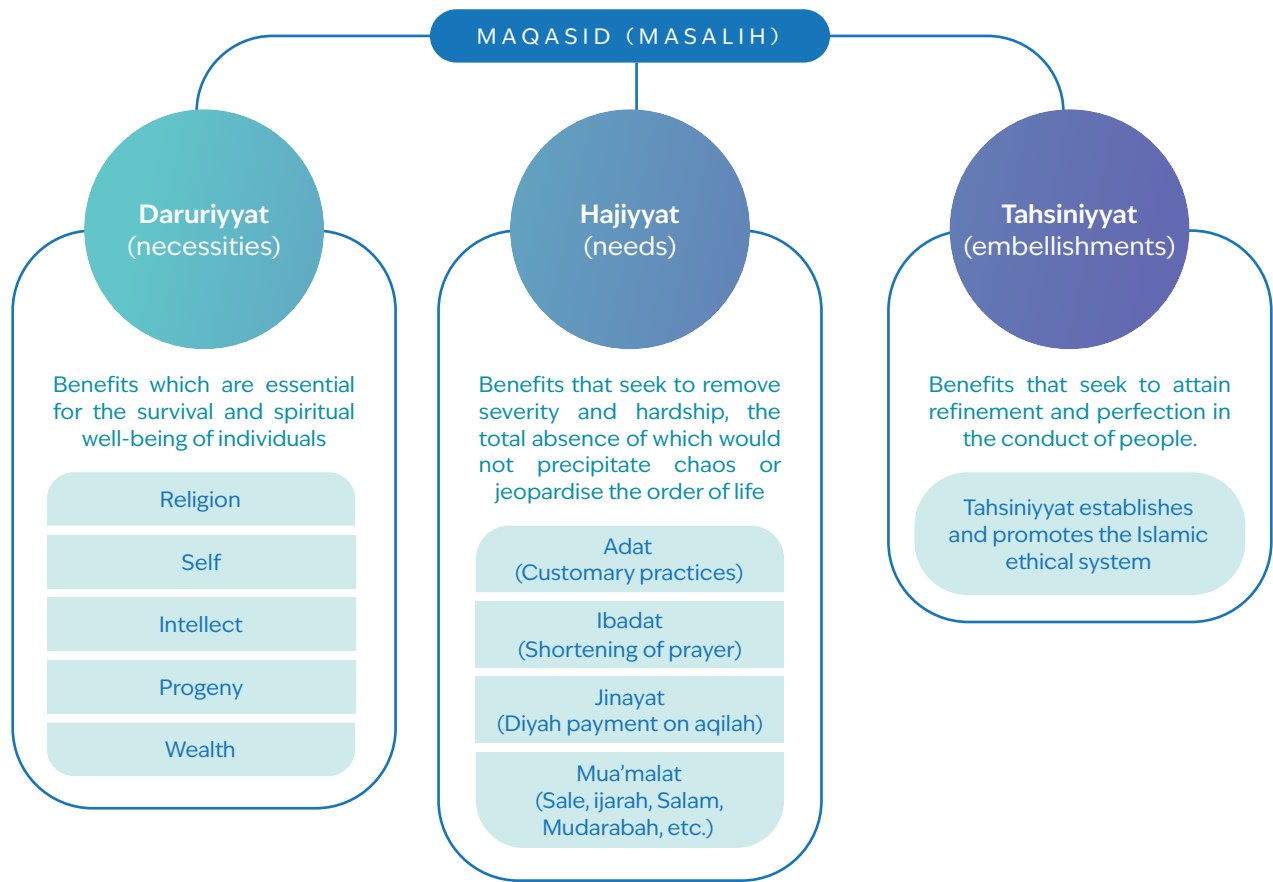 MAQASID (MASALIH)
Daruriyyat
(necessities)
Benefits which are essential
for the survival and spiritual
well-being of individuals
Religion
Self
Intellect
Progeny
Wealth
Hajiyyat
(needs)
Benefits that seek to remove
severity and hardship, the
total absence of which would
not precipitate chaos or
jeopardise the order of life
Adat
(Customary practices)
Ibadat
(Shortening of prayer)
Jinayat
(Diyah payment on aqilah)
Mua’malat
(Sale, ijarah, Salam,
Mudarabah, etc.)
Tahsiniyyat
(embellishments)
Benefits that seek to attain
refinement and perfection in
the conduct of people.
Tahsiniyyat establishes
and promotes the Islamic
ethical system